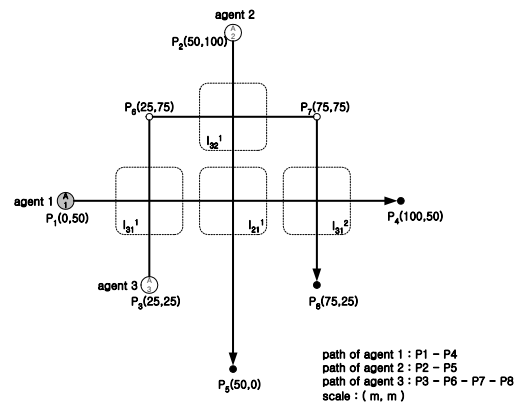 agent 2
A 2
P2(50,100)
P6(25,75)
P7(75,75)
I32 1
agent 1
A 1
P1(0,50)
P4(100,50)
I31 1
I21 1
I31 2
agent 3
A 3
P3(25,25)
P8(75,25)
P5(50,0)
path of agent 1 : P1 - P4
path of agent 2 : P2 - P5
path of agent 3 : P3 - P6 - P7 - P8
scale : ( m, m )